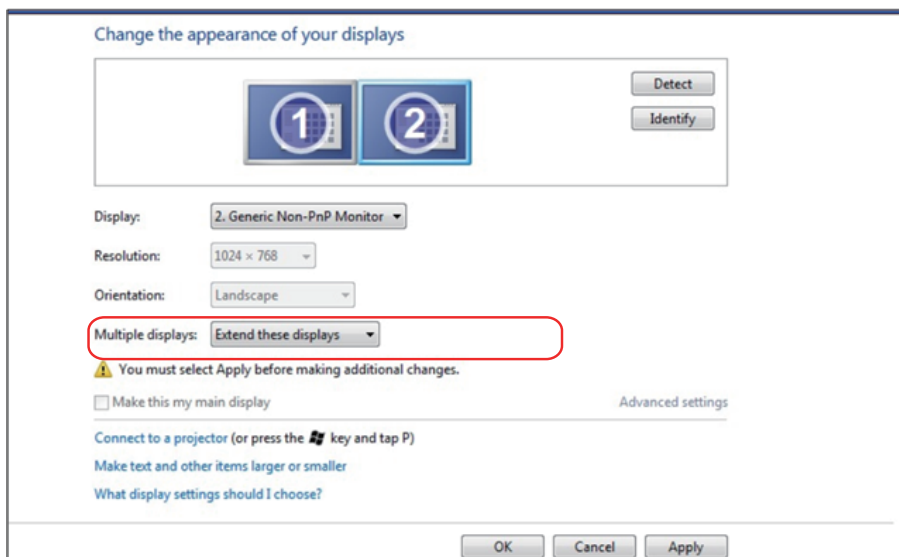 Change the appearance of your displays
1 2
Detect
Identify
Display: 2. Generic Non-PnP Monitor
Resolution: 1024 × 768
Orientation: Landscape
Multiple displays: Extend these displays
You must select Apply before making additional changes.
Make this my main display Advanced settings
Connect to a projector (or press the key and tap P)
Make text and other items larger or smaller
What display settings should I choose?
OK Cancel Apply